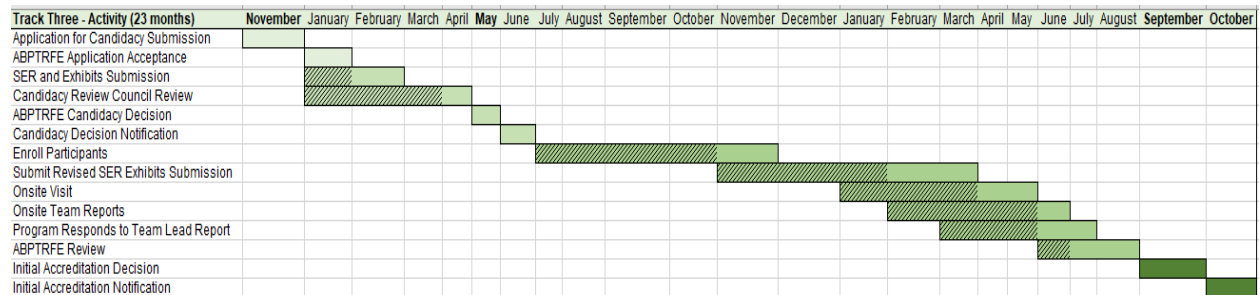 Track Three - Activity (23 months) November January February March April May June July August September October November December January February March April May June July August September October
Application for Candidacy Submission
ABPTRFE Application Acceptance
SER and Exhibits Submission
Candidacy Review Council Review
ABPTRFE Candidacy Decision
Candidacy Decision Notification
Enroll Participants
Submit Revised SER Exhibits Submission
Onsite Visit
Onsite Team Reports
Program Responds to Team Lead Report
ABPTRFE Review
Initial Accreditation Decision
Initial Accreditation Notification